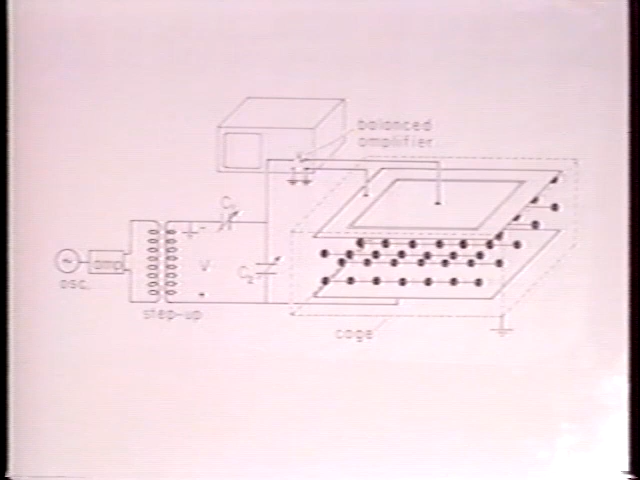 balanced
amplifier
C₁
amp
V
C₂
osc.
step-up
cage